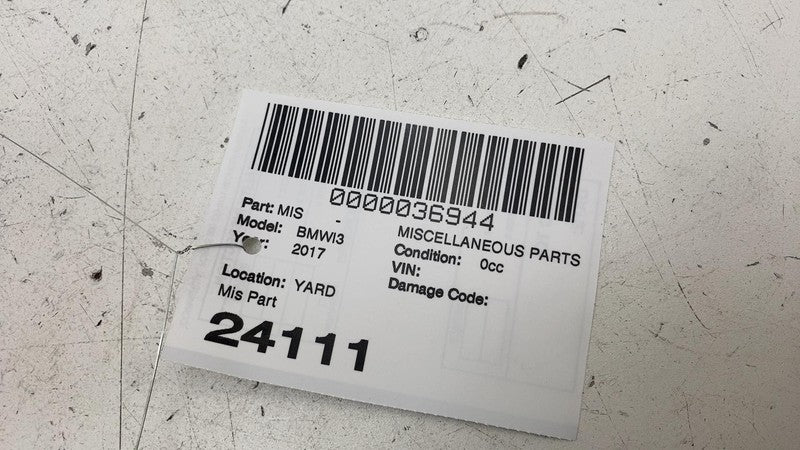 0000036944
Part: MIS - MISCELLANEOUS PARTS
Model: BMWI3 Condition: 0cc
Year: 2017 VIN:
Damage Code:
Location: YARD
Mis Part
24111